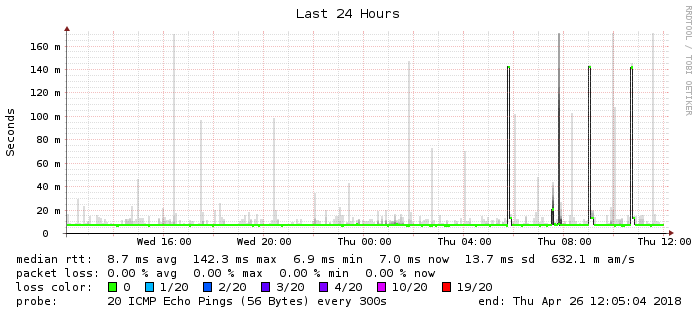 Last 24 Hours
RRDTOOL / TOBI OETIKER
Seconds
160 m
140 m
120 m
100 m
80 m
60 m
40 m
20 m
0
Wed 16:00 Wed 20:00 Thu 00:00 Thu 04:00 Thu 08:00 Thu 12:00
median rtt: 8.7 ms avg 142.3 ms max 6.9 ms min 7.0 ms now 13.7 ms sd 632.1 m am/s
packet loss: 0.00 % avg 0.00 % max 0.00 % min 0.00 % now
loss color: 0 1/20 2/20 3/20 4/20 10/20 19/20
probe: 20 ICMP Echo Pings (56 Bytes) every 300s end: Thu Apr 26 12:05:04 2018